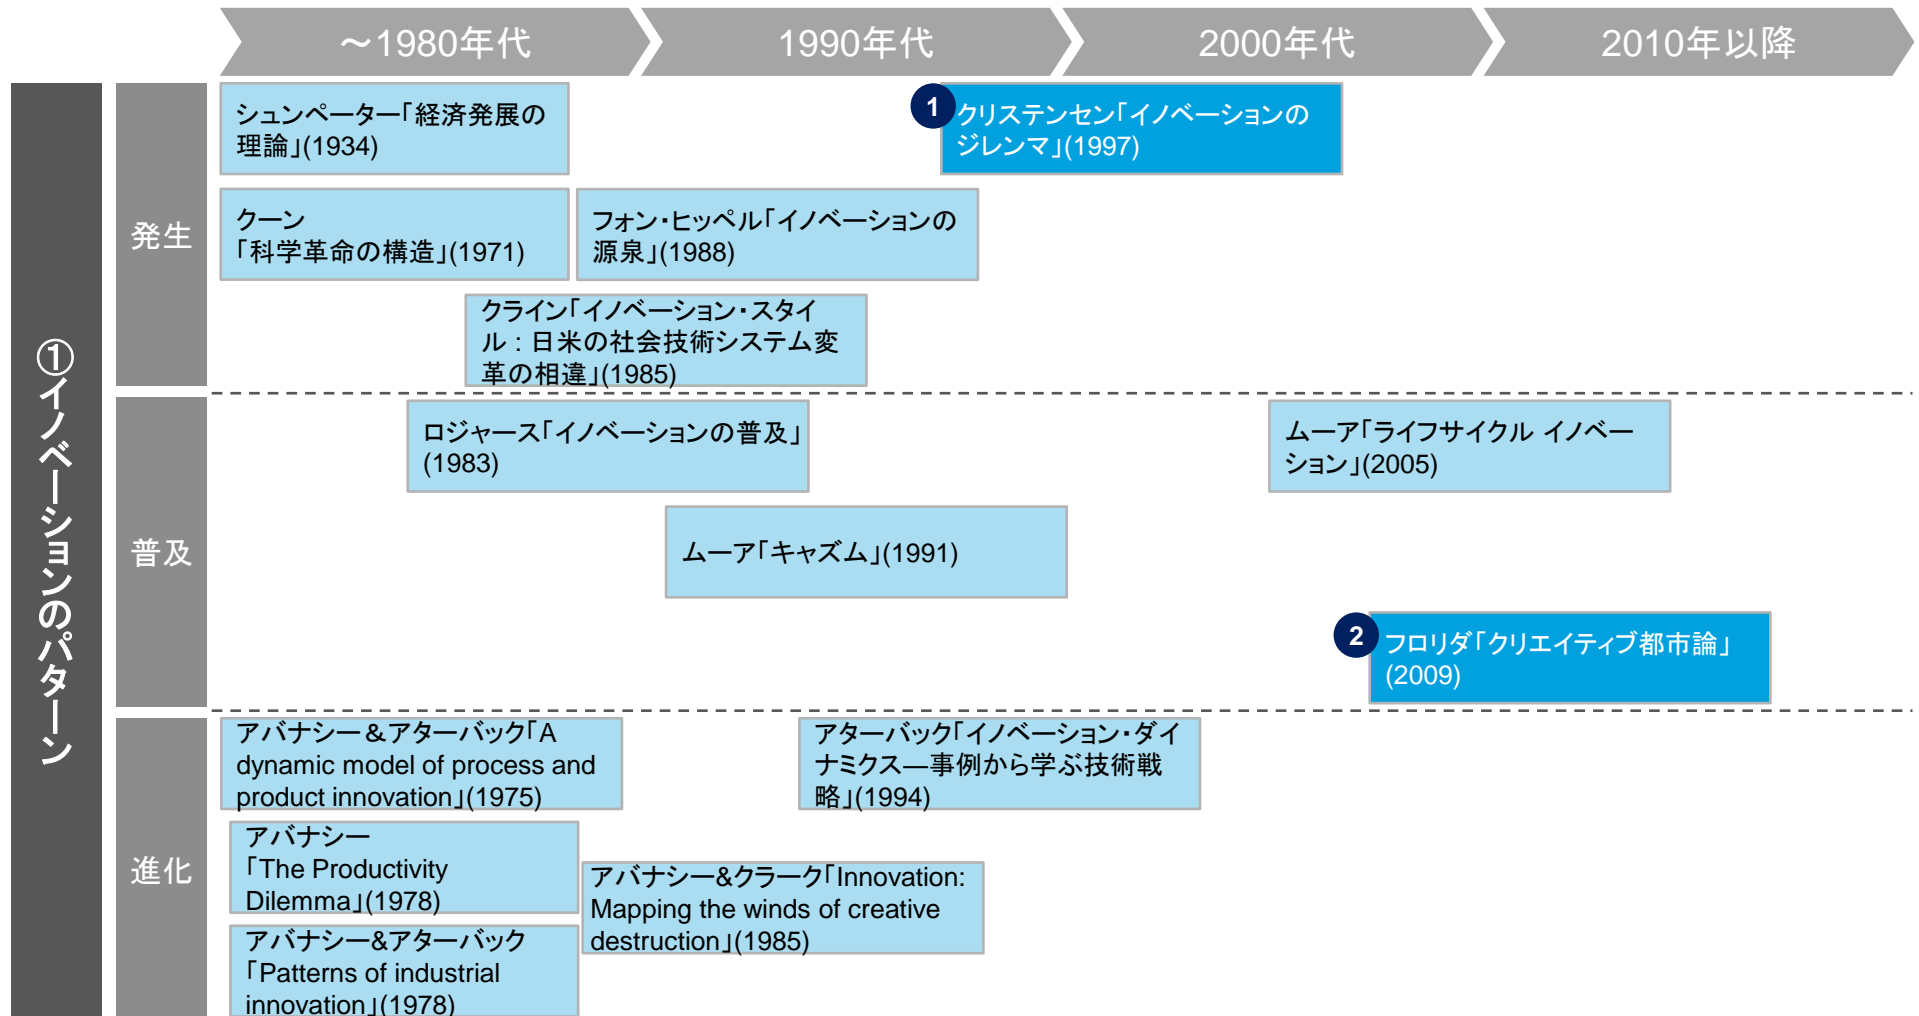 ～1980年代
1990年代
2000年代
2010年以降
①イノベーションのパターン
発生
シュンペーター「経済発展の
理論」(1934)
1
クリステンセン「イノベーションの
ジレンマ」(1997)
クーン
「科学革命の構造」(1971)
フォン・ヒッペル「イノベーションの
源泉」(1988)
クライン「イノベーション・スタイ
ル：日米の社会技術システム変
革の相違」(1985)
普及
ロジャース「イノベーションの普及」
(1983)
ムーア「ライフサイクル イノベー
ション」(2005)
ムーア「キャズム」(1991)
2
フロリダ「クリエイティブ都市論」
(2009)
進化
アバナシー＆アターバック「A
dynamic model of process and
product innovation」(1975)
アターバック「イノベーション・ダイ
ナミクス―事例から学ぶ技術戦
略」(1994)
アバナシー
「The Productivity
Dilemma」(1978)
アバナシー&クラーク「Innovation:
Mapping the winds of creative
destruction」(1985)
アバナシー&アターバック
「Patterns of industrial
innovation」(1978)